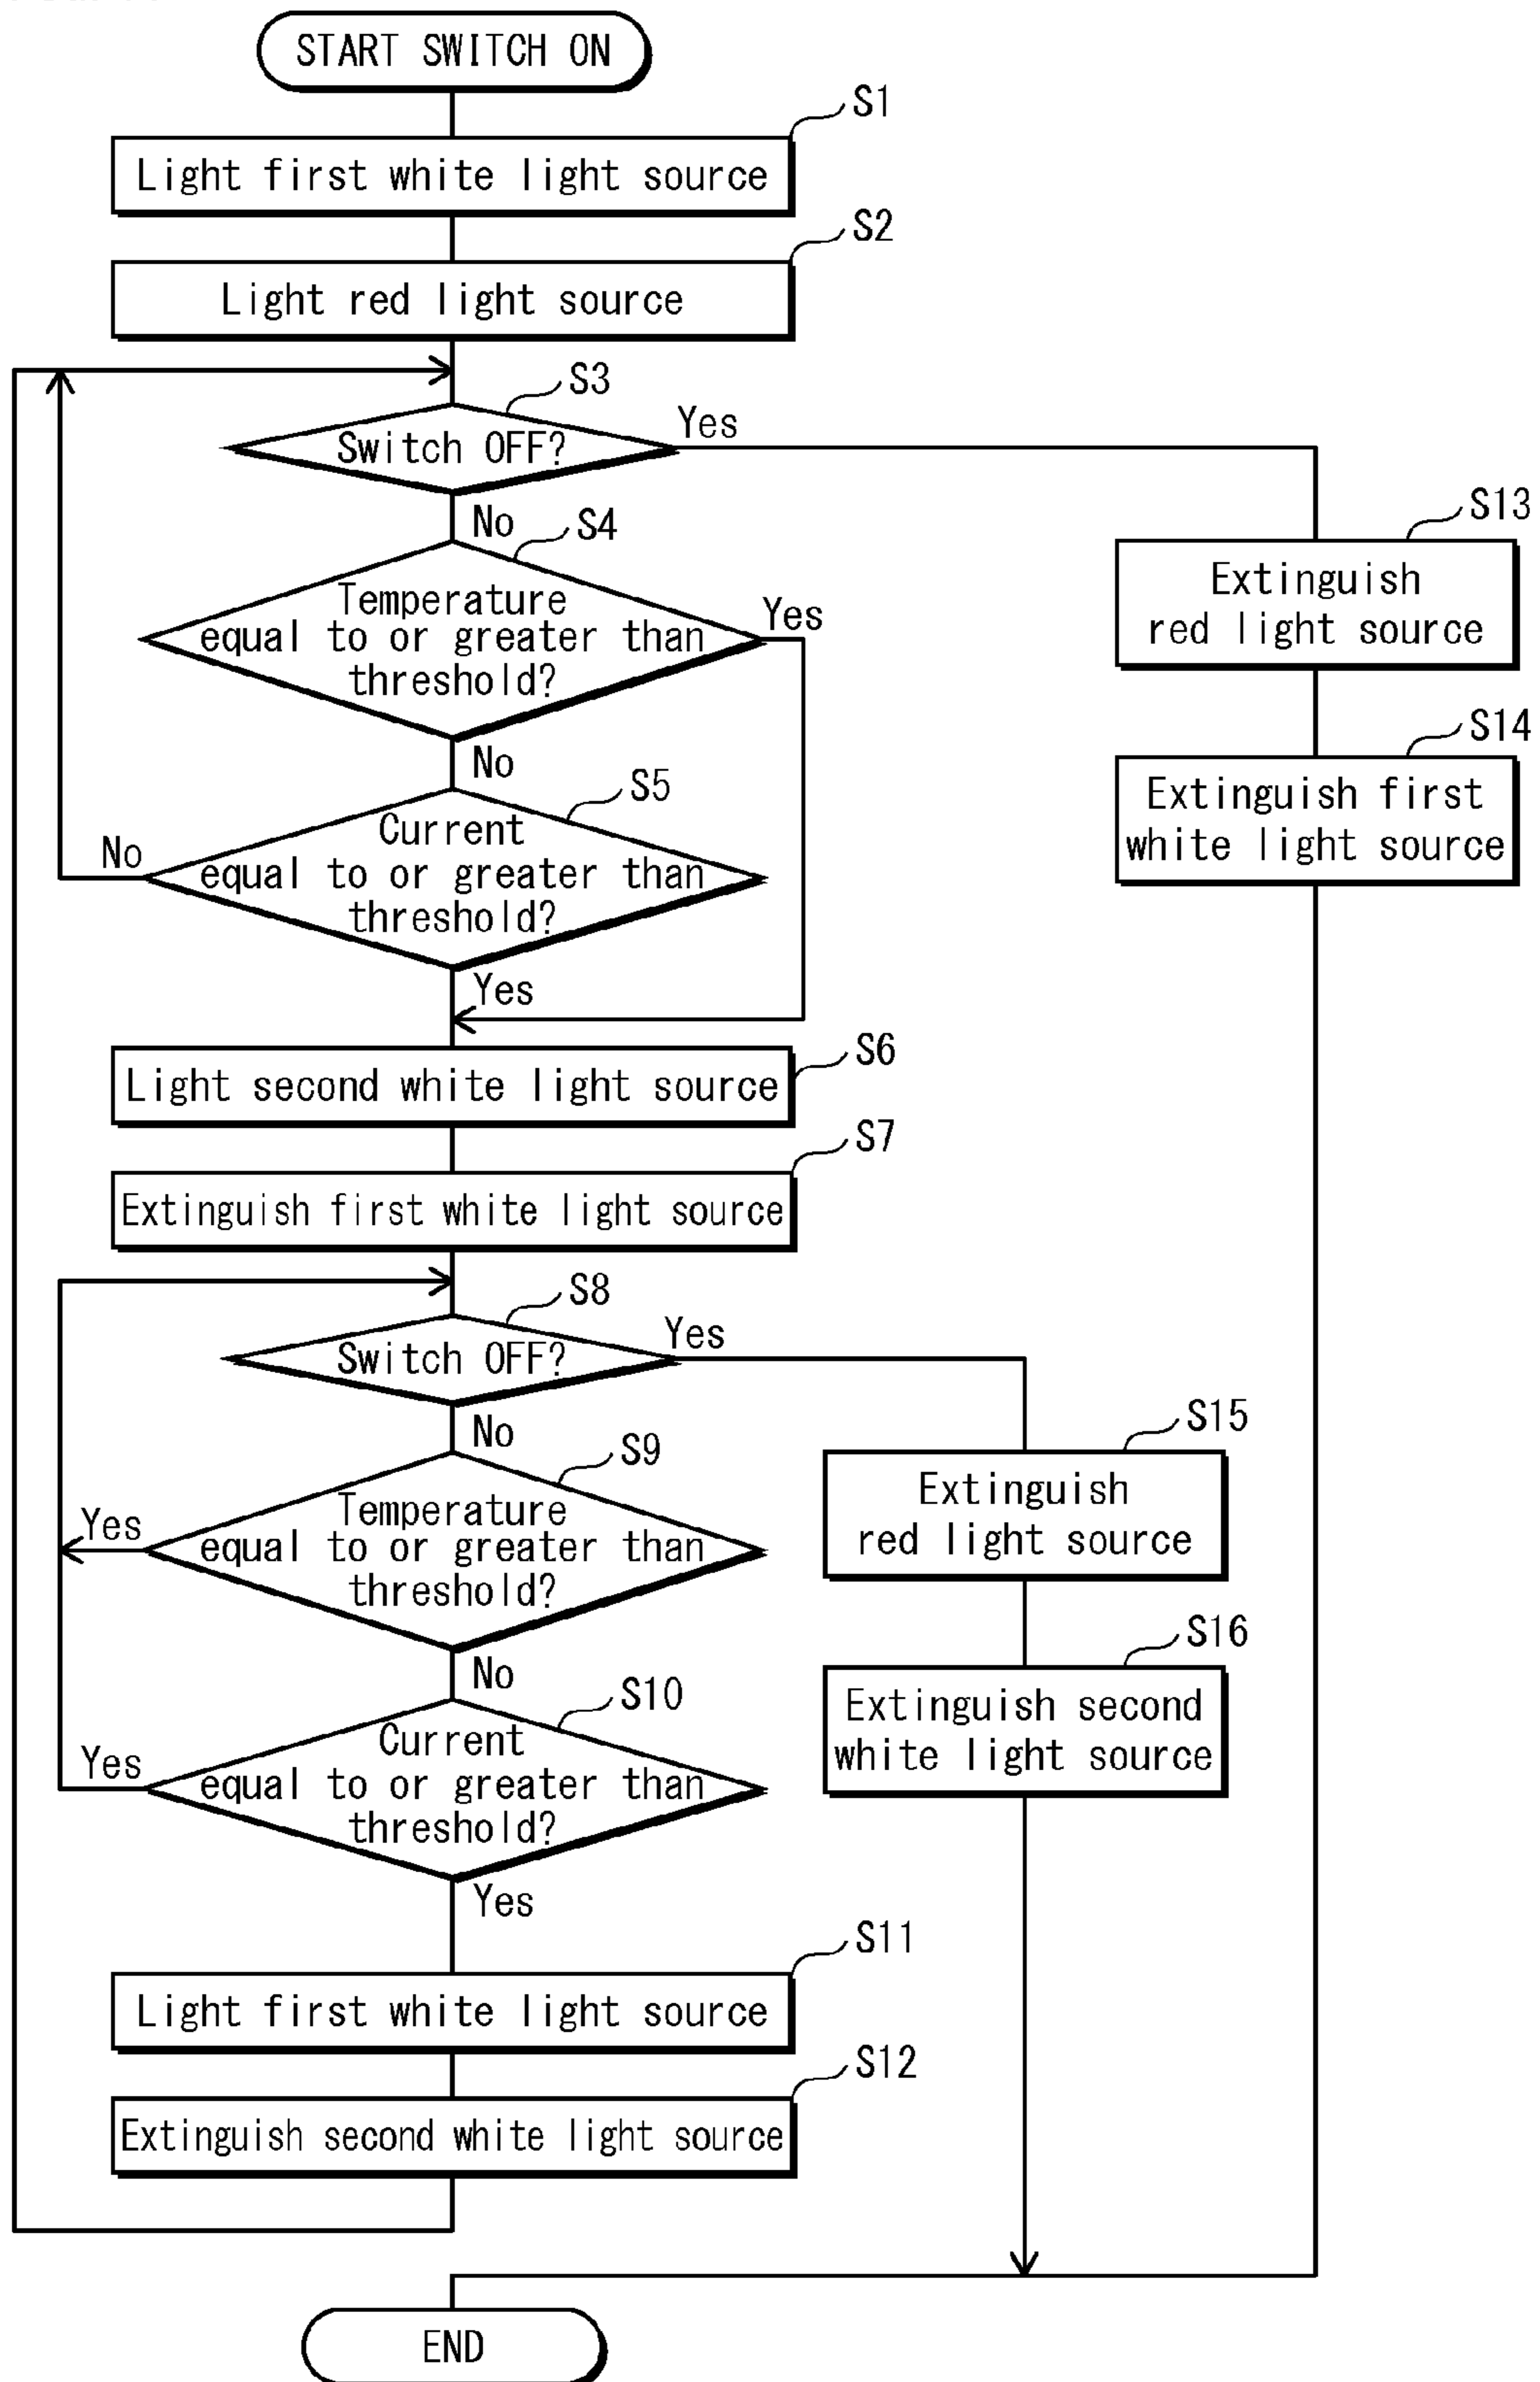 START SWITCH ON
S1
Light first white light source
S2
Light red light source
S3
Switch OFF?
Yes
No
S4
Temperature
equal to or greater than
threshold?
Yes
No
S5
Current
equal to or greater than
threshold?
No
Yes
S6
Light second white light source
S7
Extinguish first white light source
S8
Switch OFF?
Yes
No
S9
Temperature
equal to or greater than
threshold?
Yes
No
S10
Current
equal to or greater than
threshold?
Yes
Yes
S11
Light first white light source
S12
Extinguish second white light source
S13
Extinguish
red light source
S14
Extinguish first
white light source
S15
Extinguish
red light source
S16
Extinguish second
white light source
END